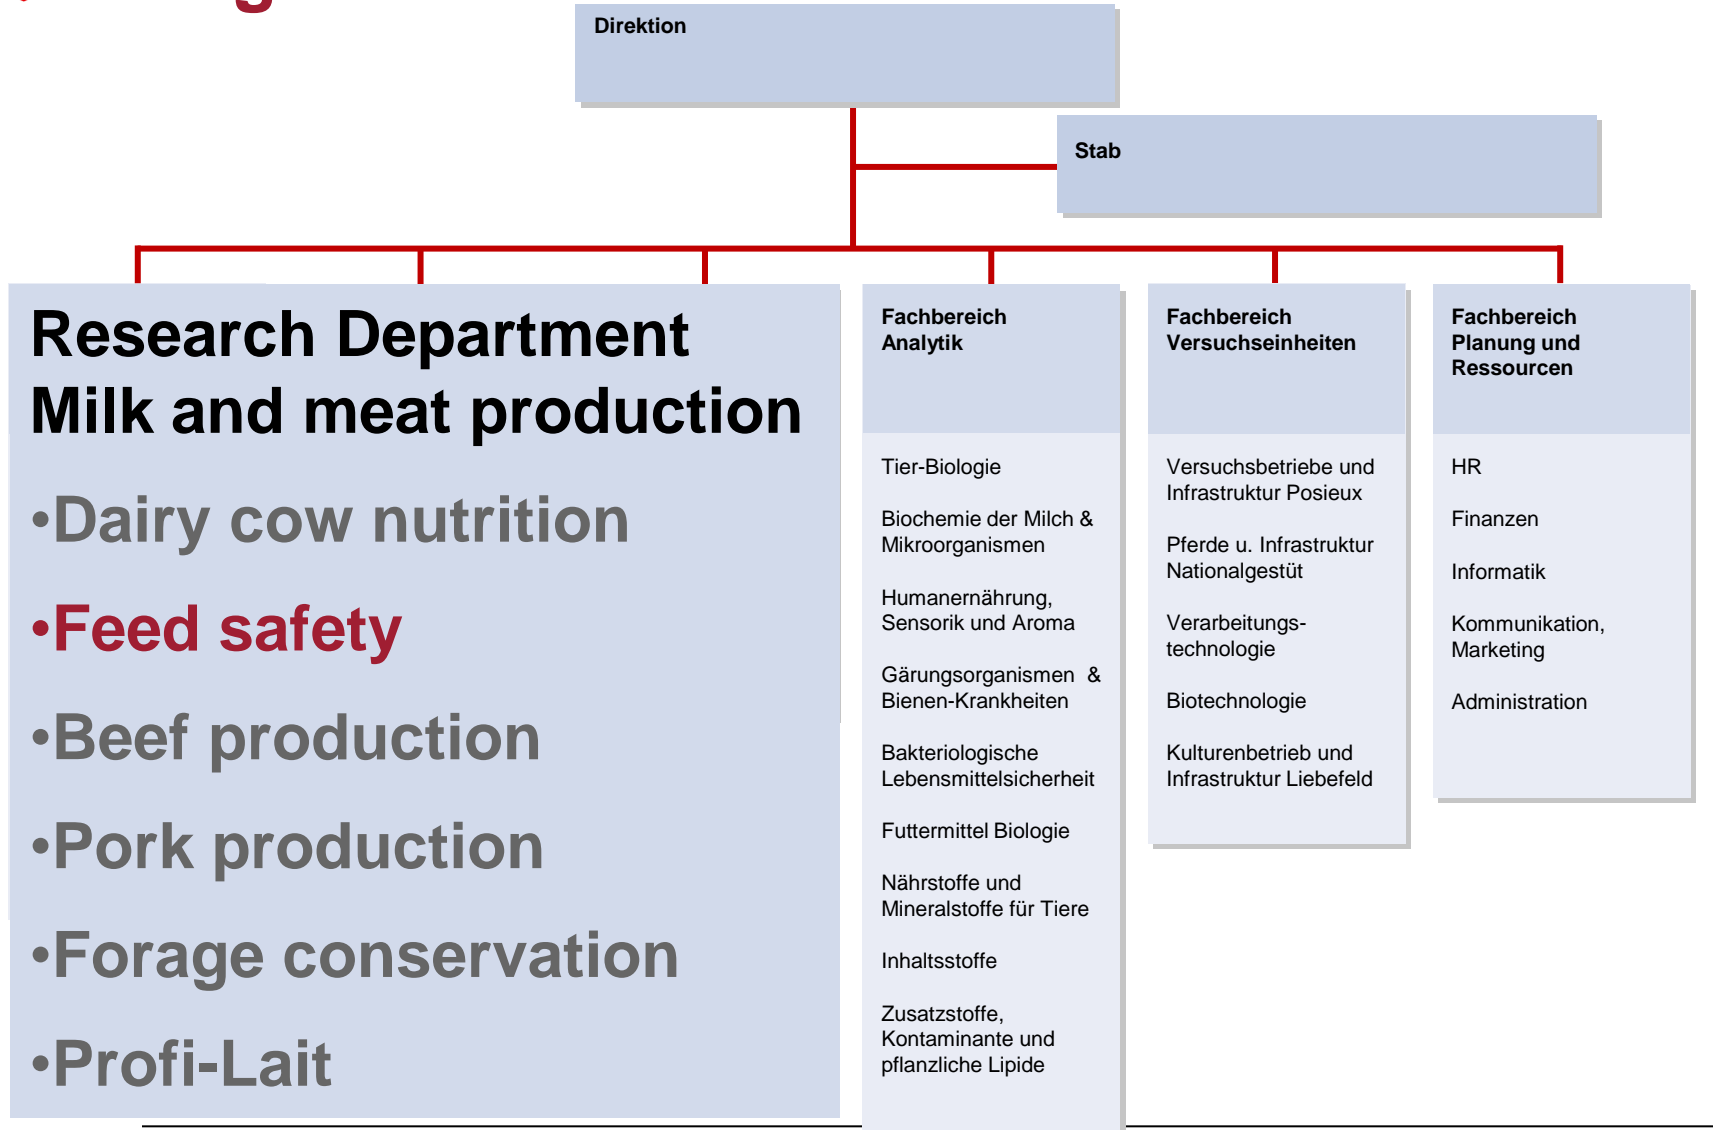 Direktion
Stab
Research Department
Milk and meat production
•Dairy cow nutrition
•Feed safety
•Beef production
•Pork production
•Forage conservation
•Profi-Lait
Fachbereich
Analytik
Tier-Biologie
Biochemie der Milch &
Mikroorganismen
Humanernährung,
Sensorik und Aroma
Gärungsorganismen &
Bienen-Krankheiten
Bakteriologische
Lebensmittelsicherheit
Futtermittel Biologie
Nährstoffe und
Mineralstoffe für Tiere
Inhaltsstoffe
Zusatzstoffe,
Kontaminante und
pflanzliche Lipide
Fachbereich
Versuchseinheiten
Versuchsbetriebe und
Infrastruktur Posieux
Pferde u. Infrastruktur
Nationalgestüt
Verarbeitungs-
technologie
Biotechnologie
Kulturenbetrieb und
Infrastruktur Liebefeld
Fachbereich
Planung und
Ressourcen
HR
Finanzen
Informatik
Kommunikation,
Marketing
Administration